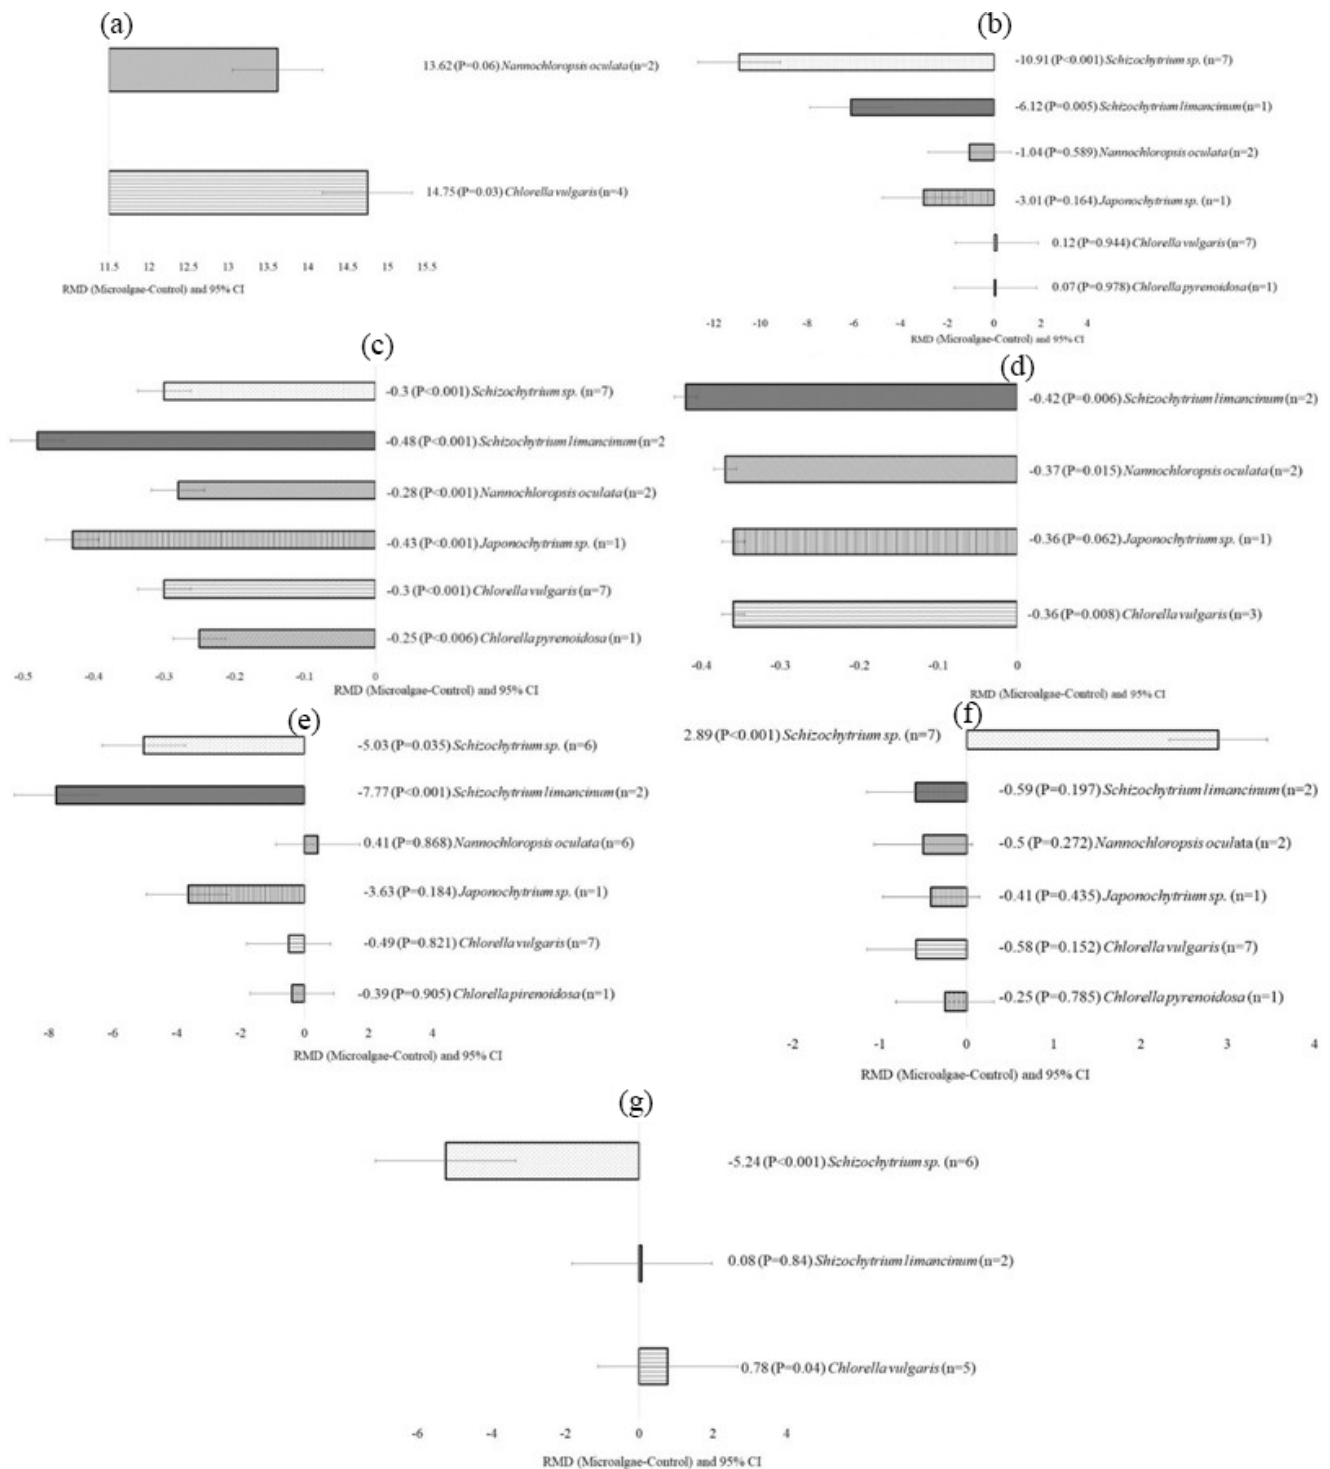 (a)
13.62 (P=0.06) Nannochloropsis oculata (n=2)
14.75 (P=0.03) Chlorella vulgaris (n=4)
11.5 12 12.5 13 13.5 14 14.5 15 15.5
RMD (Microalgae-Control) and 95% CI
(b)
-10.91 (P<0.001) Schizochytrium sp. (n=7)
-6.12 (P=0.005) Schizochytrium limancinum (n=1)
-1.04 (P=0.589) Nannochloropsis oculata (n=2)
-3.01 (P=0.164) Japonochytrium sp. (n=1)
0.12 (P=0.944) Chlorella vulgaris (n=7)
0.07 (P=0.978) Chlorella pyrenoidosa (n=1)
-12 -10 -8 -6 -4 -2 0 2 4
RMD (Microalgae-Control) and 95% CI
(c)
-0.3 (P<0.001) Schizochytrium sp. (n=7)
-0.48 (P<0.001) Schizochytrium limancinum (n=2
-0.28 (P<0.001) Nannochloropsis oculata (n=2)
-0.43 (P<0.001) Japonochytrium sp. (n=1)
-0.3 (P<0.001) Chlorella vulgaris (n=7)
-0.25 (P<0.006) Chlorella pyrenoidosa (n=1)
-0.5 -0.4 -0.3 -0.2 -0.1 0
RMD (Microalgae-Control) and 95% CI
(d)
-0.42 (P=0.006) Schizochytrium limancinum (n=2)
-0.37 (P=0.015) Nannochloropsis oculata (n=2)
-0.36 (P=0.062) Japonochytrium sp. (n=1)
-0.36 (P=0.008) Chlorella vulgaris (n=3)
-0.4 -0.3 -0.2 -0.1 0
RMD (Microalgae-Control) and 95% CI
(e)
-5.03 (P=0.035) Schizochytrium sp. (n=6)
-7.77 (P<0.001) Schizochytrium limancinum (n=2)
0.41 (P=0.868) Nannochloropsis oculata (n=6)
-3.63 (P=0.184) Japonochytrium sp. (n=1)
-0.49 (P=0.821) Chlorella vulgaris (n=7)
-0.39 (P=0.905) Chlorella pirenoidosa (n=1)
-8 -6 -4 -2 0 2 4
RMD (Microalgae-Control) and 95% CI
(f)
2.89 (P<0.001) Schizochytrium sp. (n=7)
-0.59 (P=0.197) Schizochytrium limancinum (n=2)
-0.5 (P=0.272) Nannochloropsis oculata (n=2)
-0.41 (P=0.435) Japonochytrium sp. (n=1)
-0.58 (P=0.152) Chlorella vulgaris (n=7)
-0.25 (P=0.785) Chlorella pyrenoidosa (n=1)
-2 -1 0 1 2 3 4
RMD (Microalgae-Control) and 95% CI
(g)
-5.24 (P<0.001) Schizochytrium sp. (n=6)
0.08 (P=0.84) Shizochytrium limancinum (n=2)
0.78 (P=0.04) Chlorella vulgaris (n=5)
-6 -4 -2 0 2 4
RMD (Microalgae-Control) and 95% CI